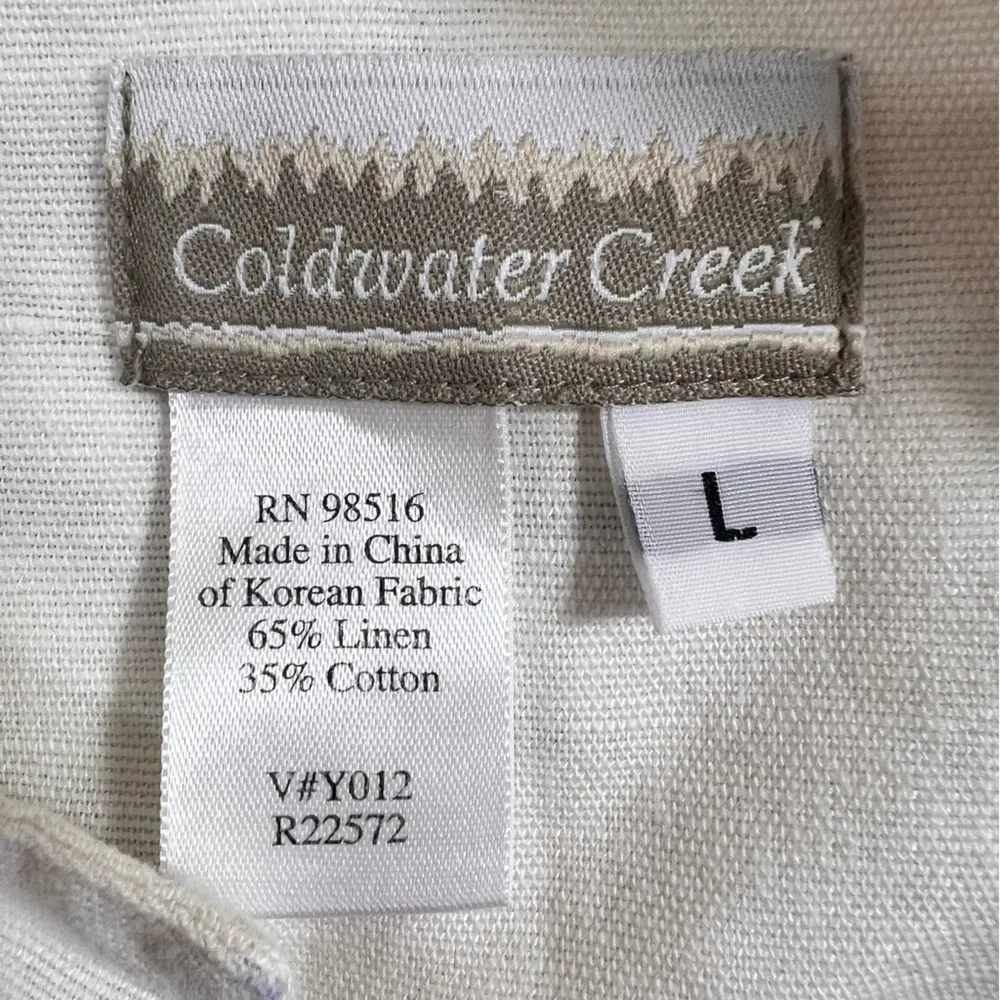 Coldwater Creek
RN 98516
Made in China
of Korean Fabric
65% Linen
35% Cotton
V#Y012
R22572
L